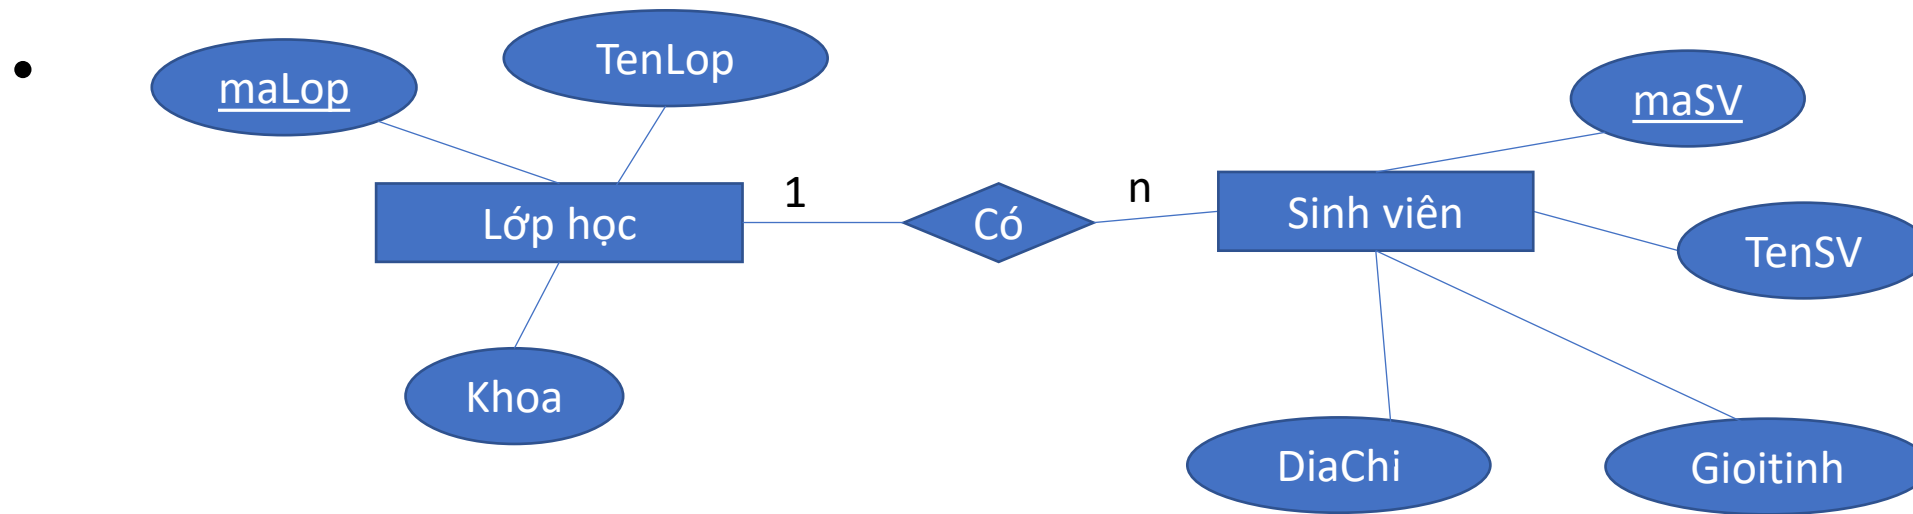 maLop
TenLop
maSV
Lớp học
1
Có
n
Sinh viên
TenSV
Khoa
DiaChi
Gioitinh